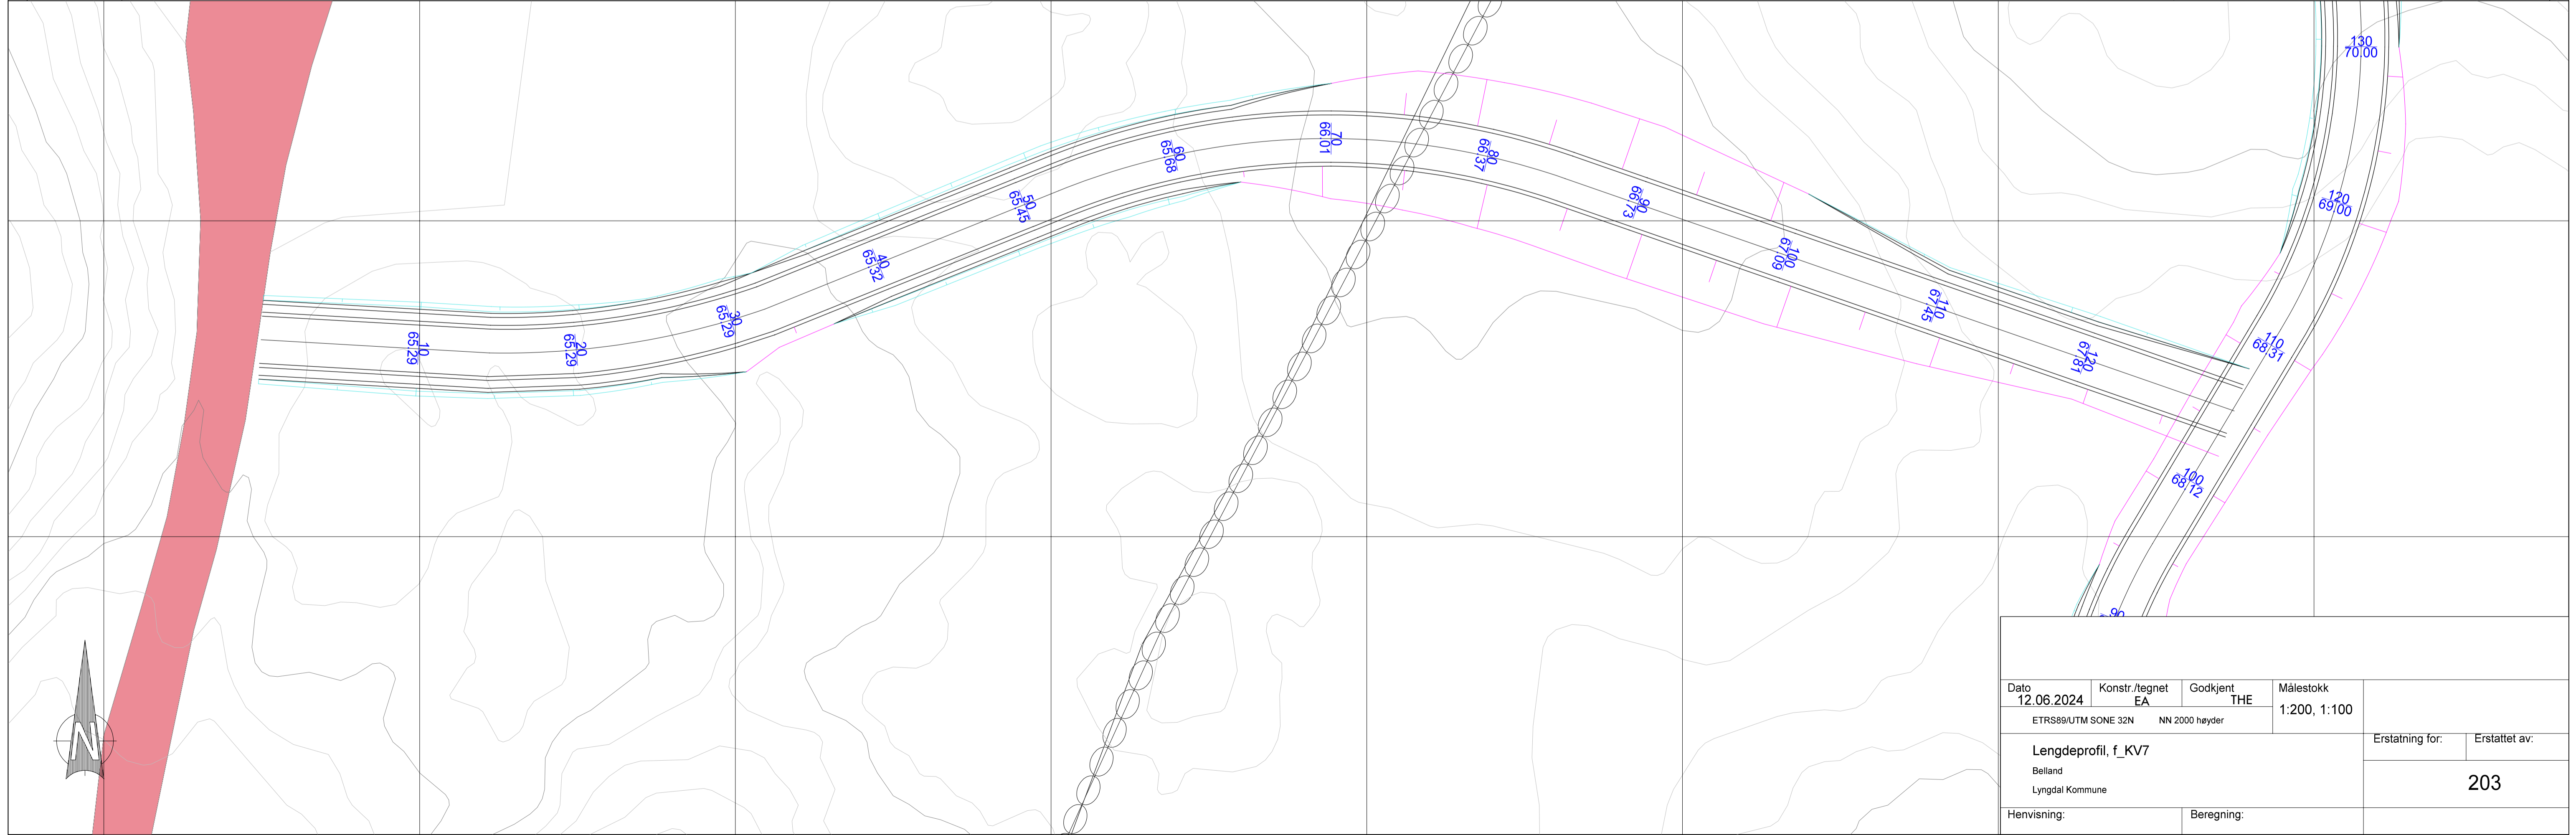 130
70.00
70
66.01
60
65.68
80
66.37
50
65.45
90
66.73
120
69.00
40
65.32
100
67.09
30
65.29
110
67.45
10
65.29
20
65.29
110
68.31
120
67.81
100
68.12
90
N
Dato
12.06.2024
Konstr./tegnet
EA
Godkjent
THE
Målestokk
1:200, 1:100
ETRS89/UTM SONE 32N NN 2000 høyder
Lengdeprofil, f_KV7
Belland
Lyngdal Kommune
Erstatning for:
Erstattet av:
203
Henvisning:
Beregning: